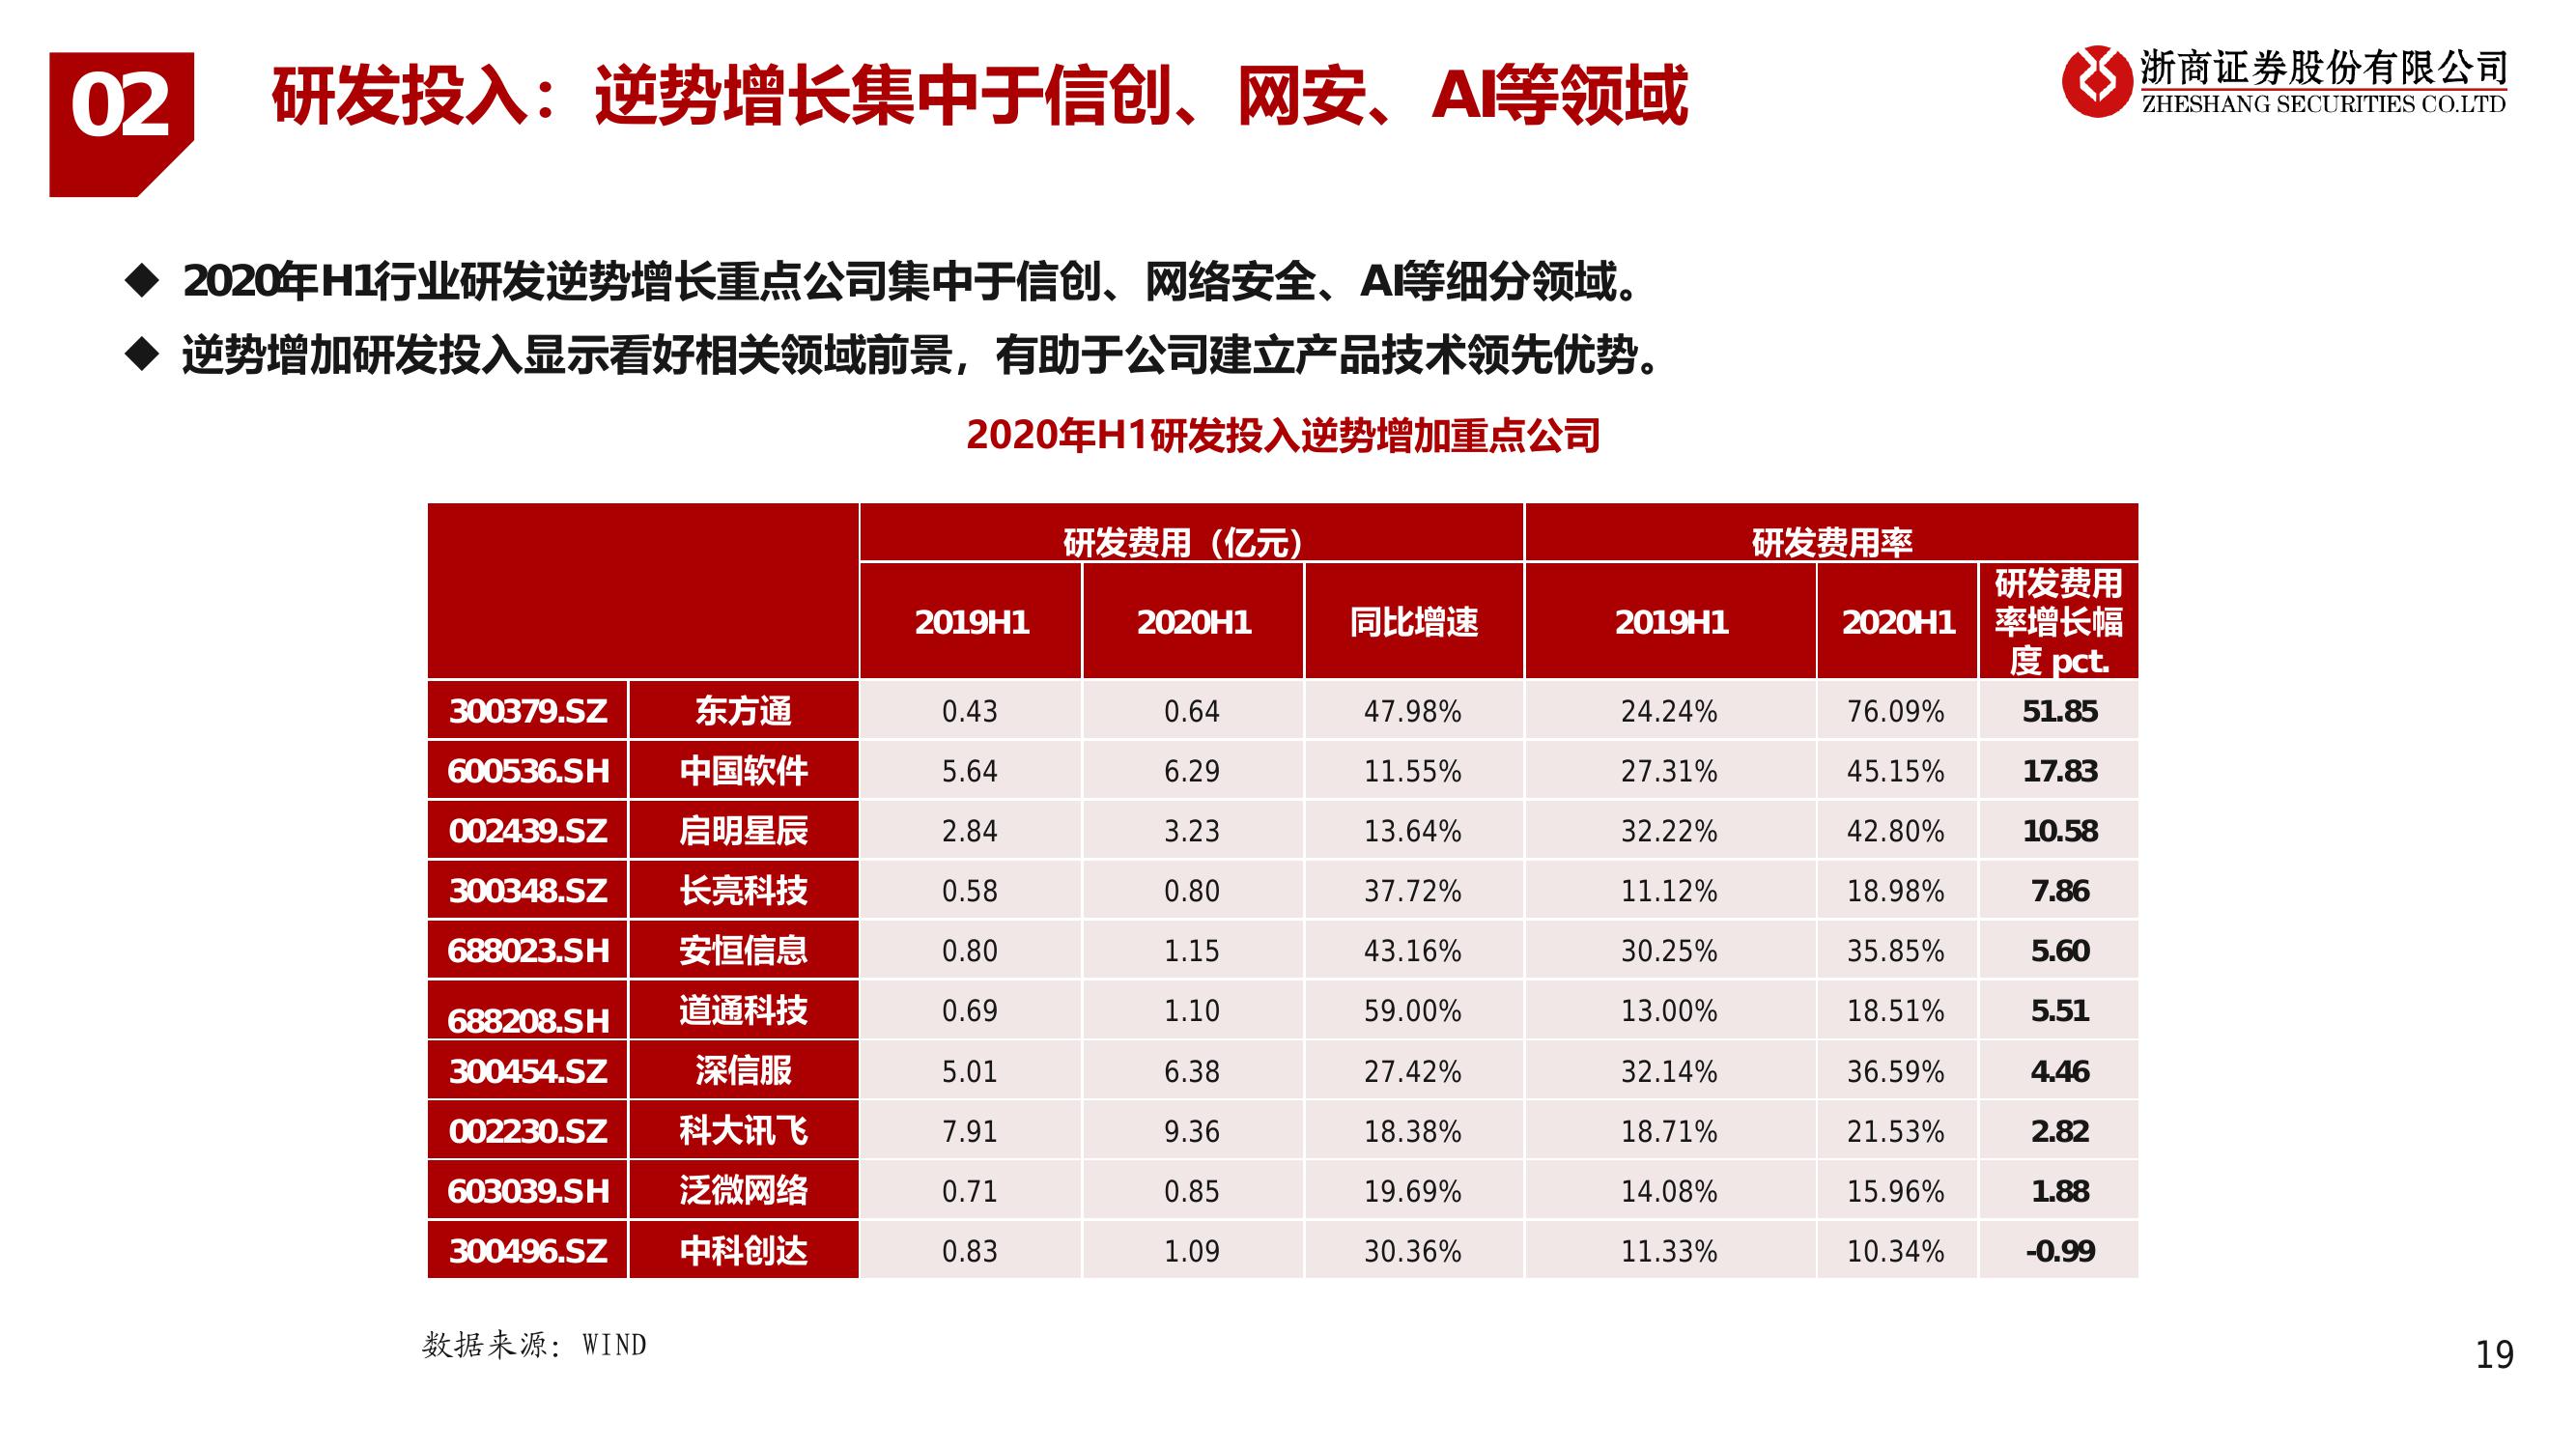 02
研发投入：逆势增长集中于信创、网安、AI等领域
浙商证券股份有限公司
ZHESHANG SECURITIES CO.LTD
◆ 2020年H1行业研发逆势增长重点公司集中于信创、网络安全、AI等细分领域。
◆ 逆势增加研发投入显示看好相关领域前景，有助于公司建立产品技术领先优势。
2020年H1研发投入逆势增加重点公司
研发费用（亿元） 研发费用率
2019H1 2020H1 同比增速 2019H1 2020H1 研发费用
率增长幅
度 pct.
300379.SZ 东方通 0.43 0.64 47.98% 24.24% 76.09% 51.85
600536.SH 中国软件 5.64 6.29 11.55% 27.31% 45.15% 17.83
002439.SZ 启明星辰 2.84 3.23 13.64% 32.22% 42.80% 10.58
300348.SZ 长亮科技 0.58 0.80 37.72% 11.12% 18.98% 7.86
688023.SH 安恒信息 0.80 1.15 43.16% 30.25% 35.85% 5.60
688208.SH 道通科技 0.69 1.10 59.00% 13.00% 18.51% 5.51
300454.SZ 深信服 5.01 6.38 27.42% 32.14% 36.59% 4.46
002230.SZ 科大讯飞 7.91 9.36 18.38% 18.71% 21.53% 2.82
603039.SH 泛微网络 0.71 0.85 19.69% 14.08% 15.96% 1.88
300496.SZ 中科创达 0.83 1.09 30.36% 11.33% 10.34% -0.99
数据来源：WIND
19